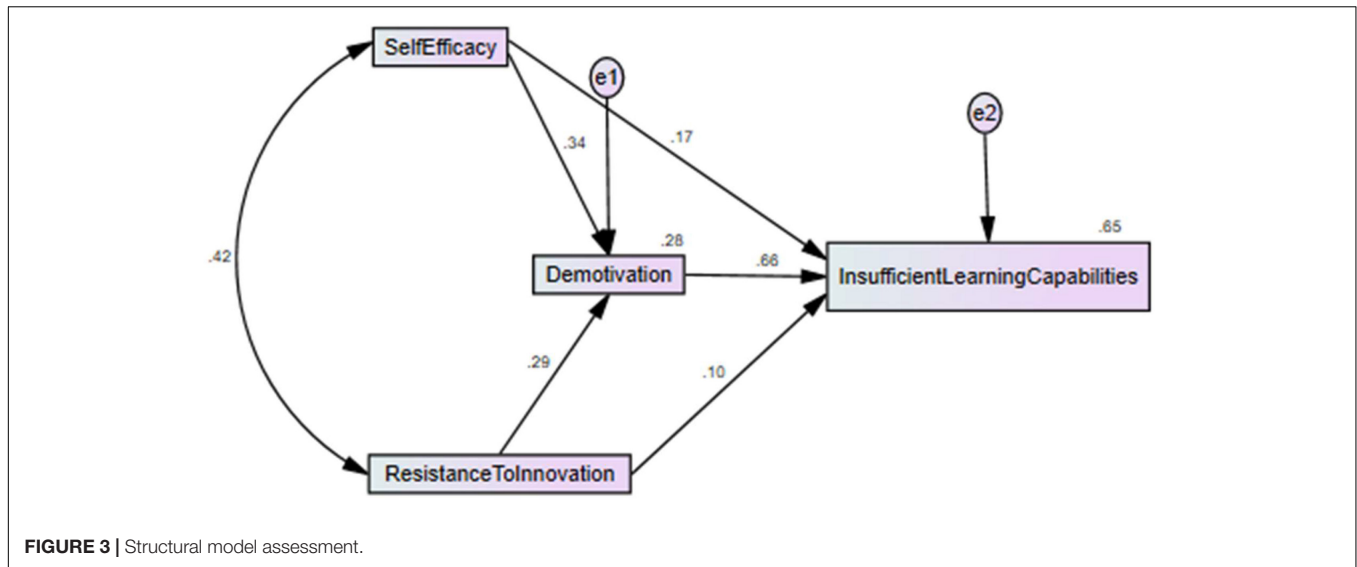 SelfEfficacy
e1
e2
.34
.17
.42
.28
.65
Demotivation
.66
InsufficientLearningCapabilities
.29
.10
ResistanceToInnovation
FIGURE 3 | Structural model assessment.